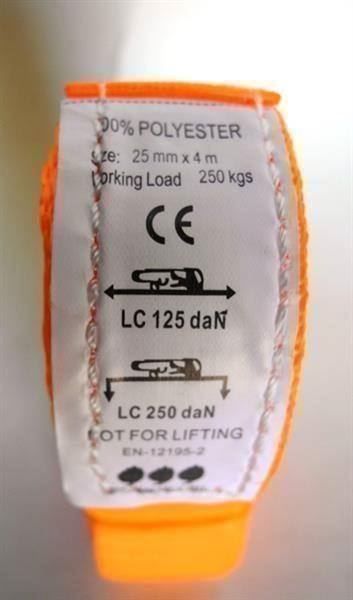 00% POLYESTER
ze: 25 mm x 4 m
orking Load 250 kgs
CE
LC 125 daN
LC 250 daN
OT FOR LIFTING
EN-12195-2